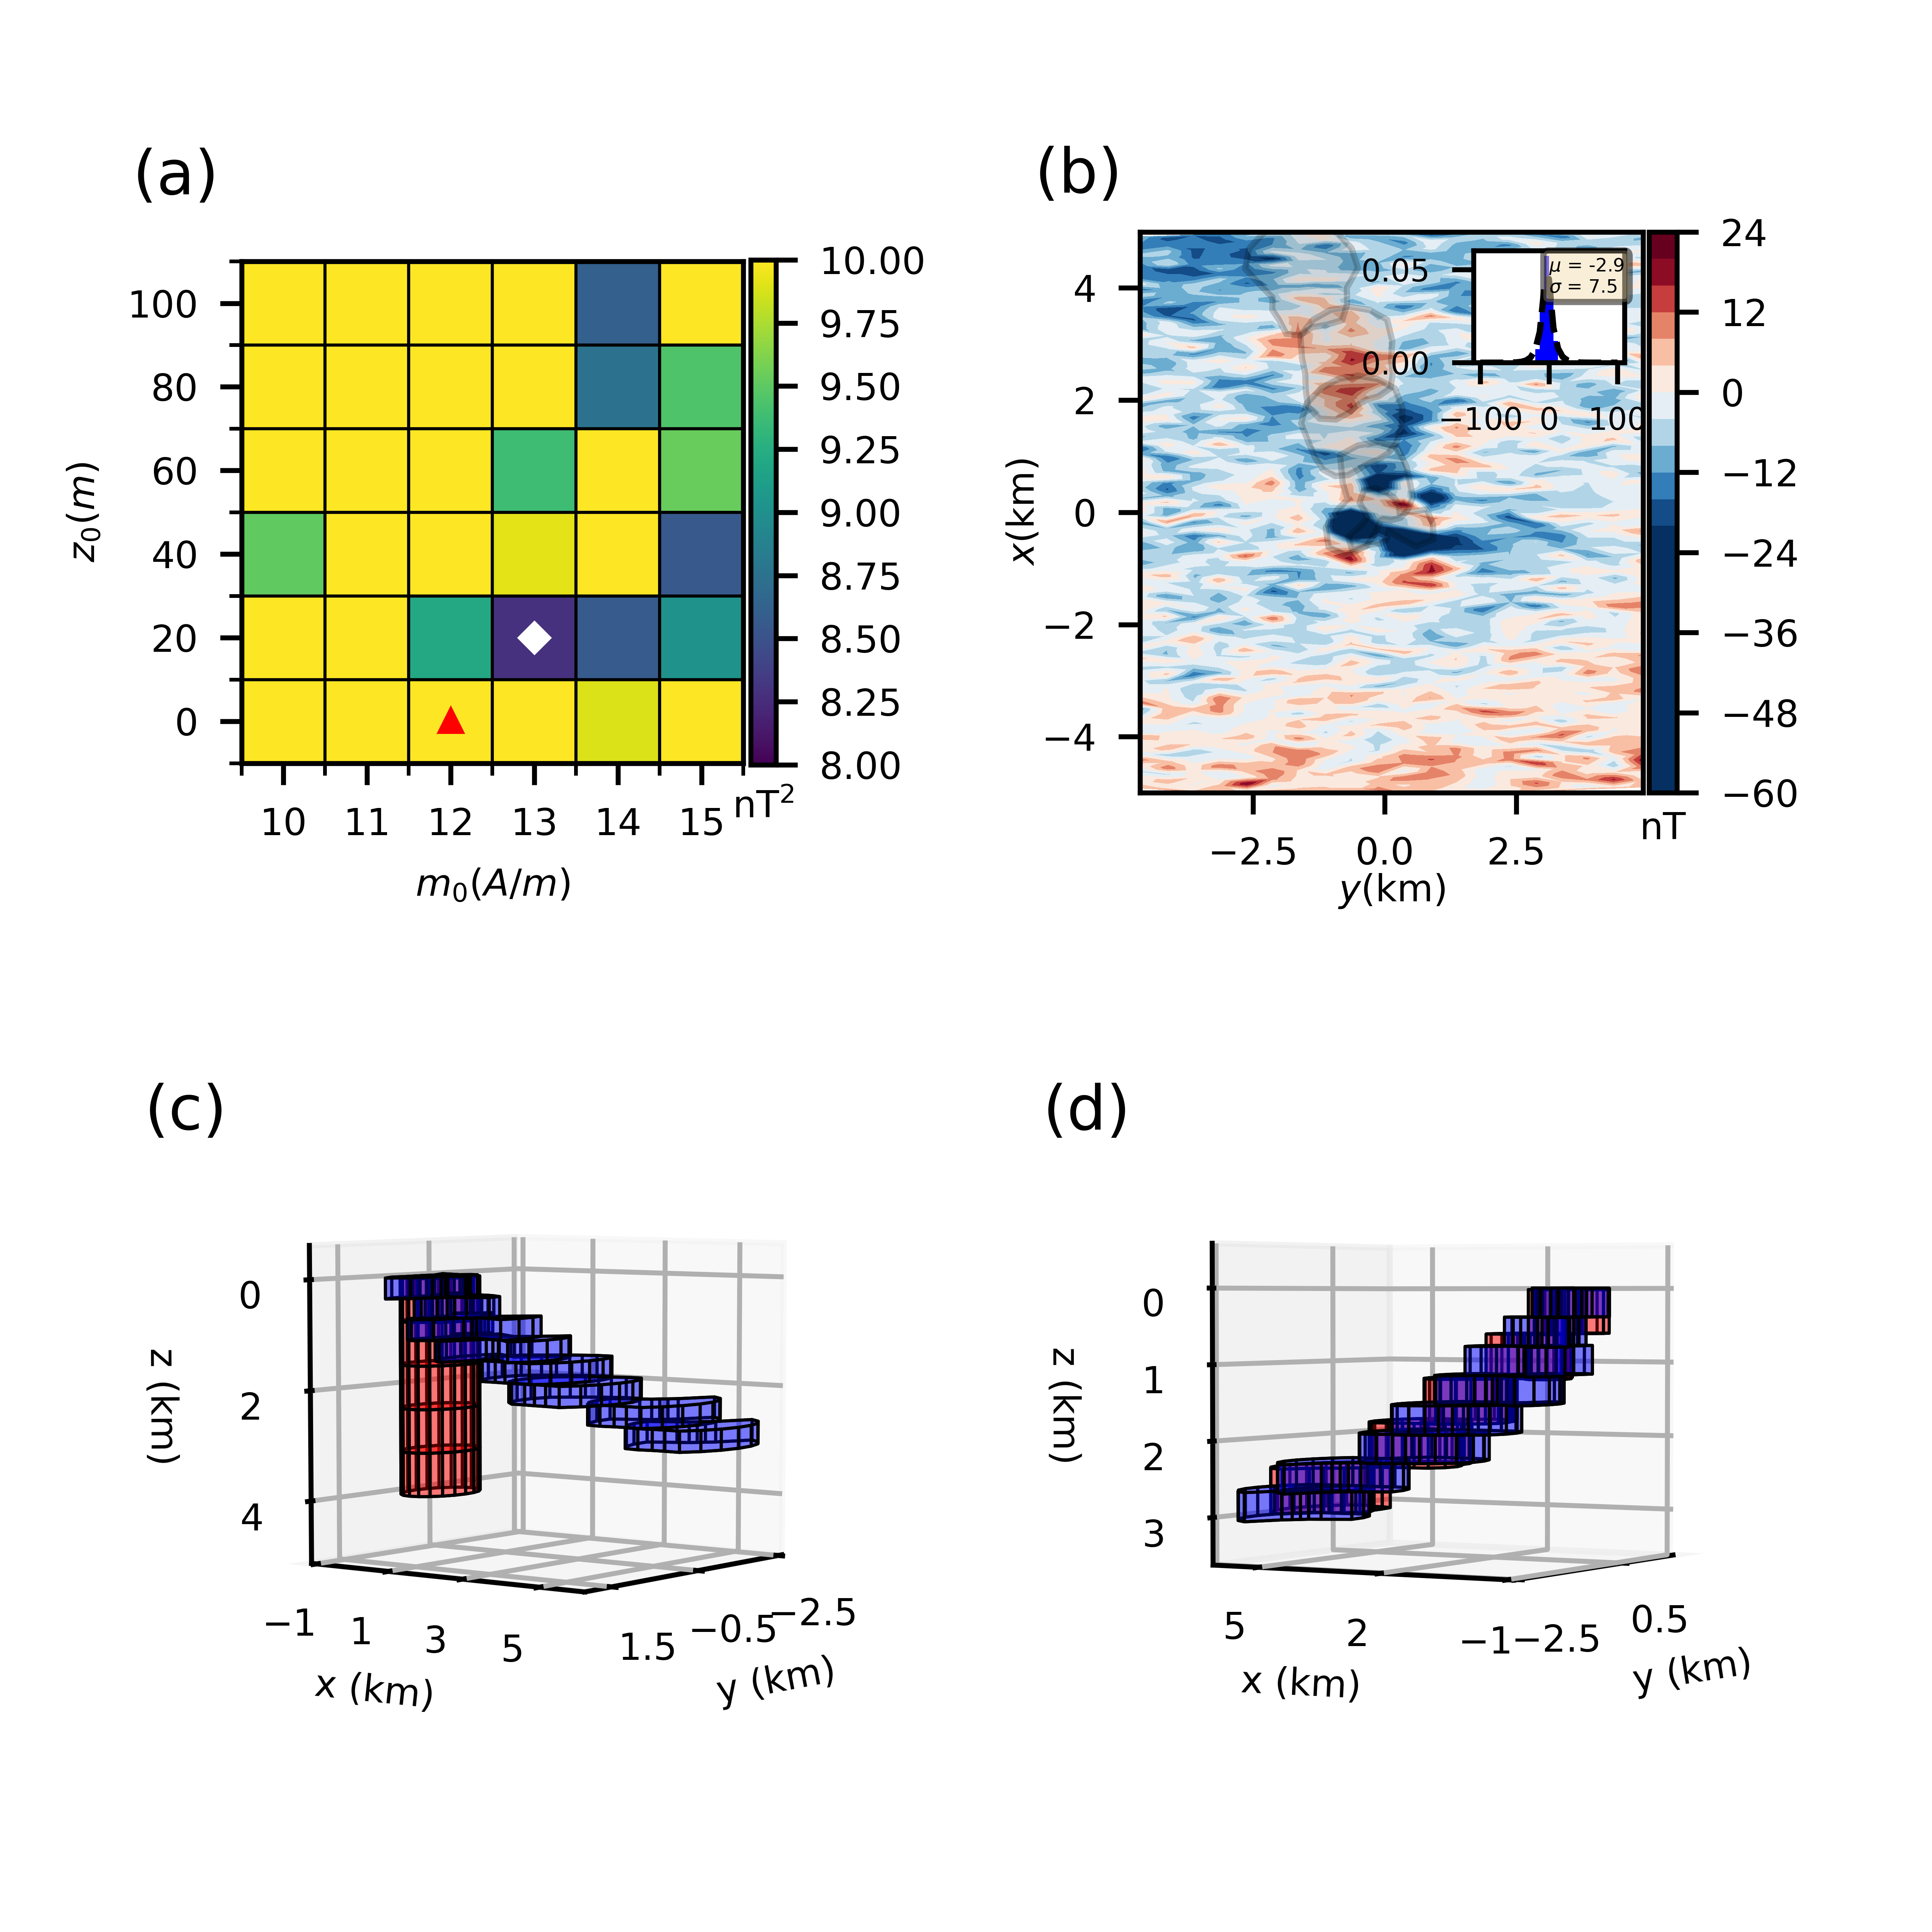 (a)
100
80
60
40
20
0
z₀(m)
10 11 12 13 14 15
m₀(A/m)
10.00
9.75
9.50
9.25
9.00
8.75
8.50
8.25
8.00
nT²
(b)
4
2
0
−2
−4
x(km)
−2.5 0.0 2.5
y(km)
0.05
0.00
−100 0 100
μ = -2.9
σ = 7.5
24
12
0
−12
−24
−36
−48
−60
nT
(c)
0
2
4
z (km)
−1 1 3 5
x (km)
1.5 −0.5 −2.5
y (km)
(d)
0
1
2
3
z (km)
5 2 −1
x (km)
−2.5 0.5
y (km)